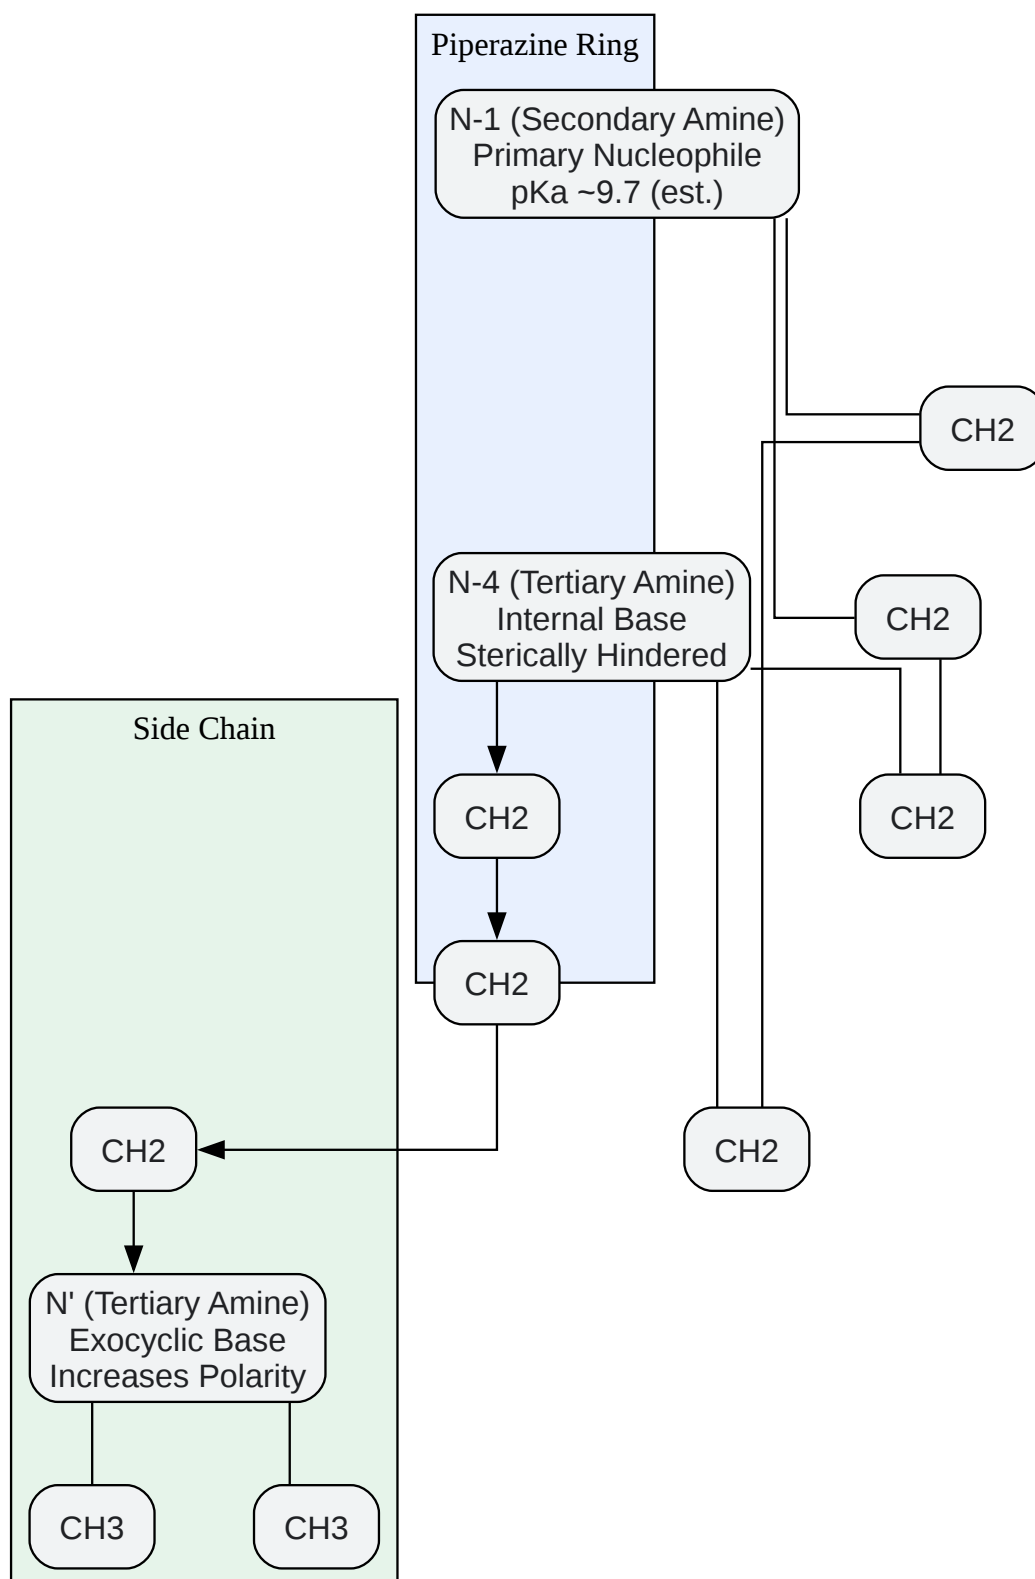 Piperazine Ring
N-1 (Secondary Amine)
Primary Nucleophile
pKa ~9.7 (est.)
CH2
N-4 (Tertiary Amine)
Internal Base
Sterically Hindered
CH2
Side Chain
CH2
CH2
CH2
CH2
CH2
N' (Tertiary Amine)
Exocyclic Base
Increases Polarity
CH3
CH3